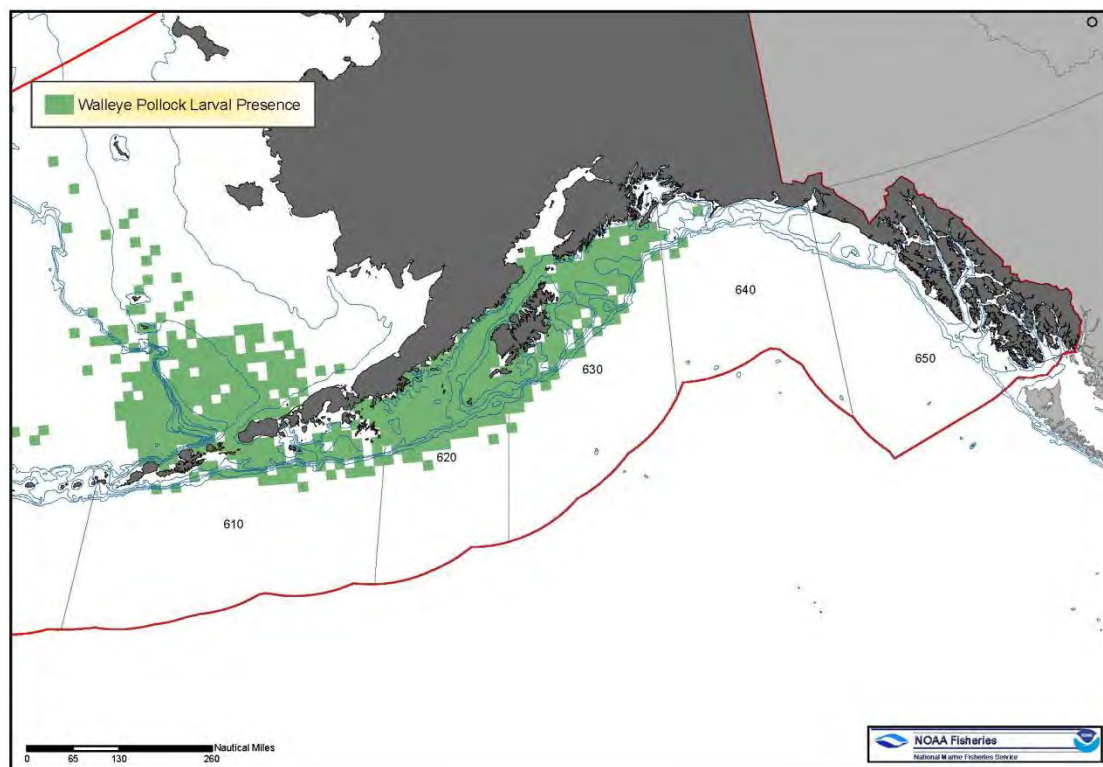 Walleye Pollock Larval Presence
640
650
630
620
610
Nautical Miles
0 65 130 260
NOAA Fisheries
National Marine Fisheries Service